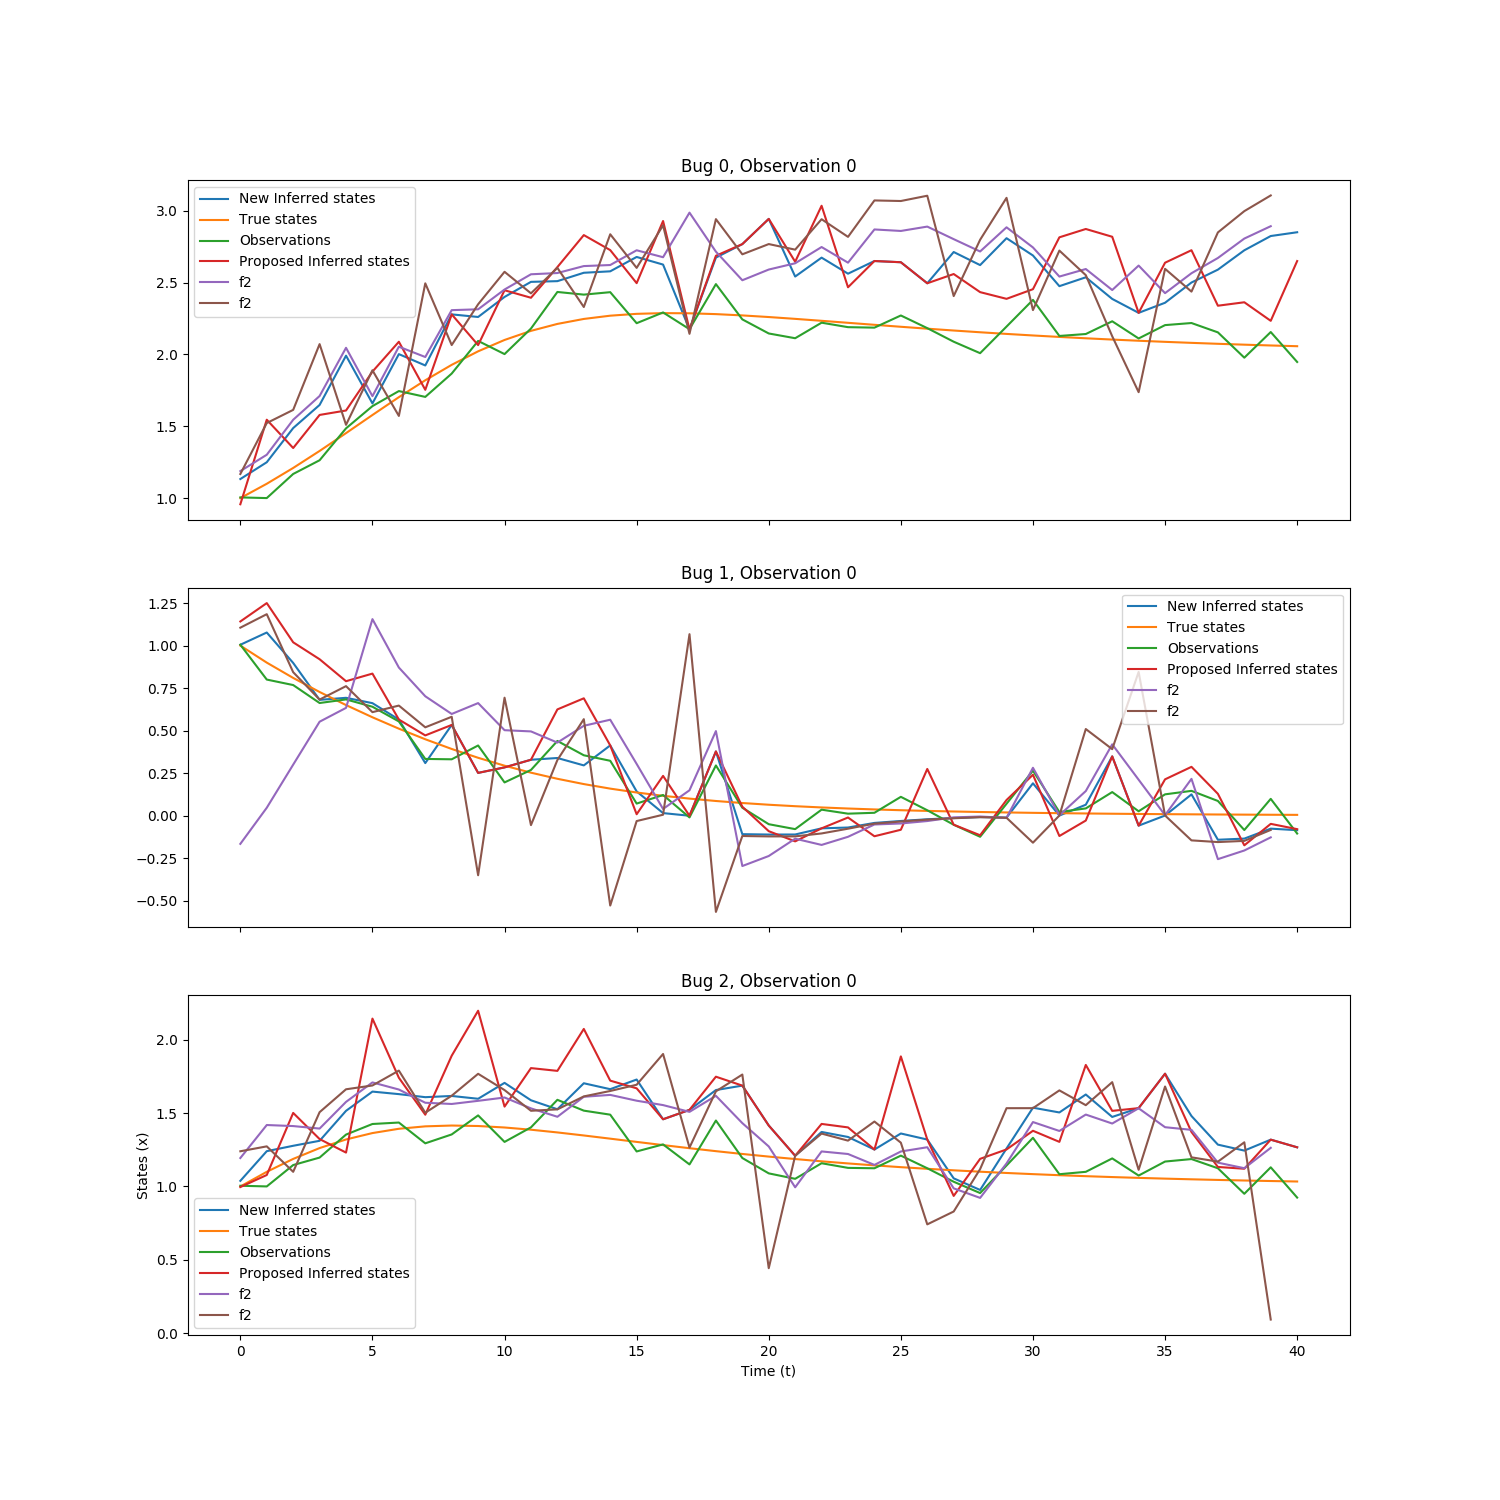 Bug 0, Observation 0
3.0
2.5
2.0
1.5
1.0
New Inferred states
True states
Observations
Proposed Inferred states
f2
f2
Bug 1, Observation 0
1.25
1.00
0.75
0.50
0.25
0.00
−0.25
−0.50
New Inferred states
True states
Observations
Proposed Inferred states
f2
f2
Bug 2, Observation 0
States (x)
2.0
1.5
1.0
0.5
0.0
New Inferred states
True states
Observations
Proposed Inferred states
f2
f2
0 5 10 15 20 25 30 35 40
Time (t)